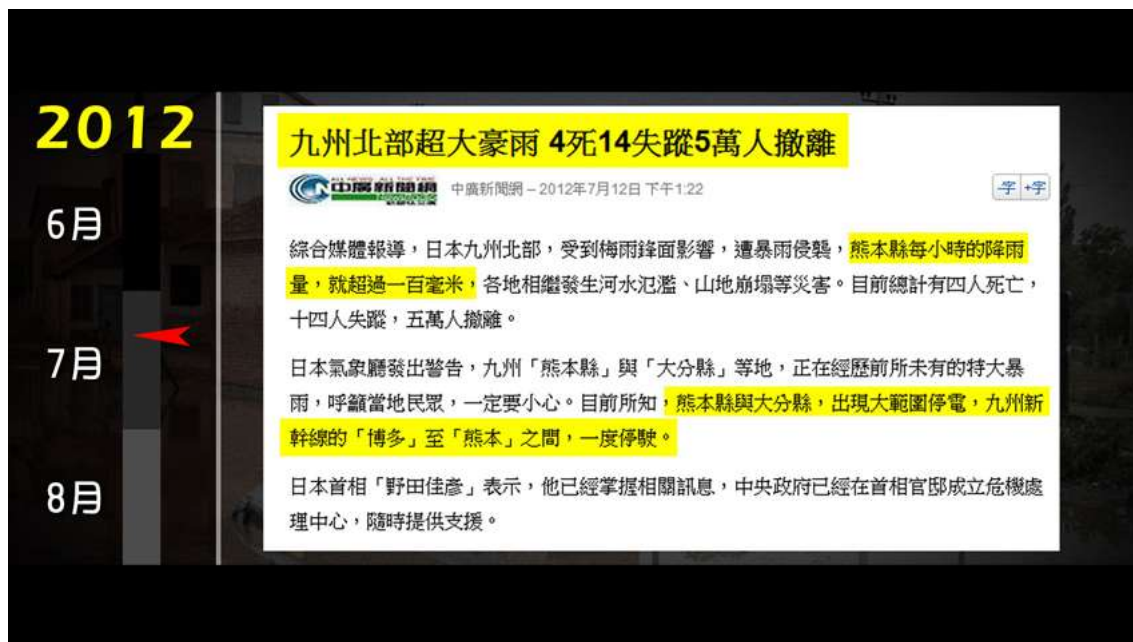 2012
6月
7月
8月
九州北部超大豪雨 4死14失蹤5萬人撤離
ALL NEWS ALL THE TIME
中廣新聞網
中廣新聞網 – 2012年7月12日 下午1:22
-字 +字
綜合媒體報導，日本九州北部，受到梅雨鋒面影響，遭暴雨侵襲，熊本縣每小時的降雨
量，就超過一百毫米，各地相繼發生河水氾濫、山地崩塌等災害。目前總計有四人死亡，
十四人失蹤，五萬人撤離。
日本氣象廳發出警告，九州「熊本縣」與「大分縣」等地，正在經歷前所未有的特大暴
雨，呼籲當地民眾，一定要小心。目前所知，熊本縣與大分縣，出現大範圍停電，九州新
幹線的「博多」至「熊本」之間，一度停駛。
日本首相「野田佳彥」表示，他已經掌握相關訊息，中央政府已經在首相官邸成立危機處
理中心，隨時提供支援。